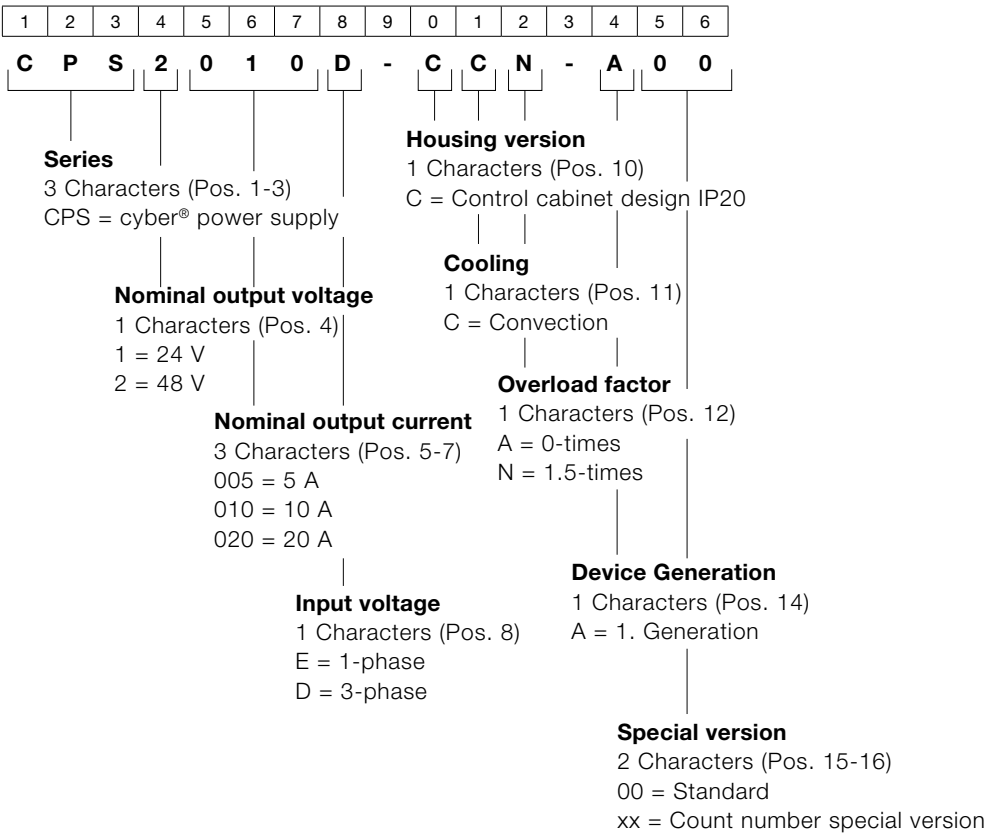 1 2 3 4 5 6 7 8 9 0 1 2 3 4 5 6
C P S 2 0 1 0 D - C C N - A 0 0
Series
3 Characters (Pos. 1-3)
CPS = cyber® power supply
Nominal output voltage
1 Characters (Pos. 4)
1 = 24 V
2 = 48 V
Nominal output current
3 Characters (Pos. 5-7)
005 = 5 A
010 = 10 A
020 = 20 A
Input voltage
1 Characters (Pos. 8)
E = 1-phase
D = 3-phase
Housing version
1 Characters (Pos. 10)
C = Control cabinet design IP20
Cooling
1 Characters (Pos. 11)
C = Convection
Overload factor
1 Characters (Pos. 12)
A = 0-times
N = 1.5-times
Device Generation
1 Characters (Pos. 14)
A = 1. Generation
Special version
2 Characters (Pos. 15-16)
00 = Standard
xx = Count number special version